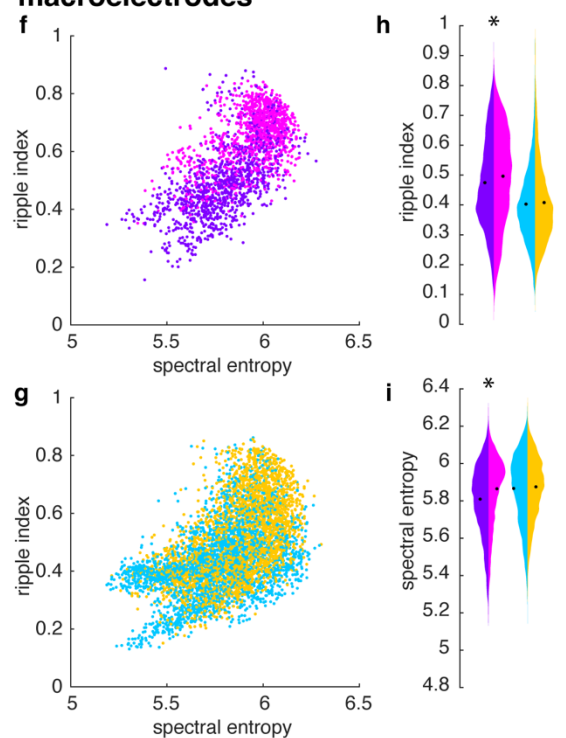 macroelectrodes
f
1
0.8
0.6
0.4
0.2
0
ripple index
5 5.5 6 6.5
spectral entropy
h
*
1
0.9
0.8
0.7
0.6
0.5
0.4
0.3
0.2
0.1
0
ripple index
g
1
0.8
0.6
0.4
0.2
0
ripple index
5 5.5 6 6.5
spectral entropy
i
*
6.4
6.2
6
5.8
5.6
5.4
5.2
5
4.8
spectral entropy